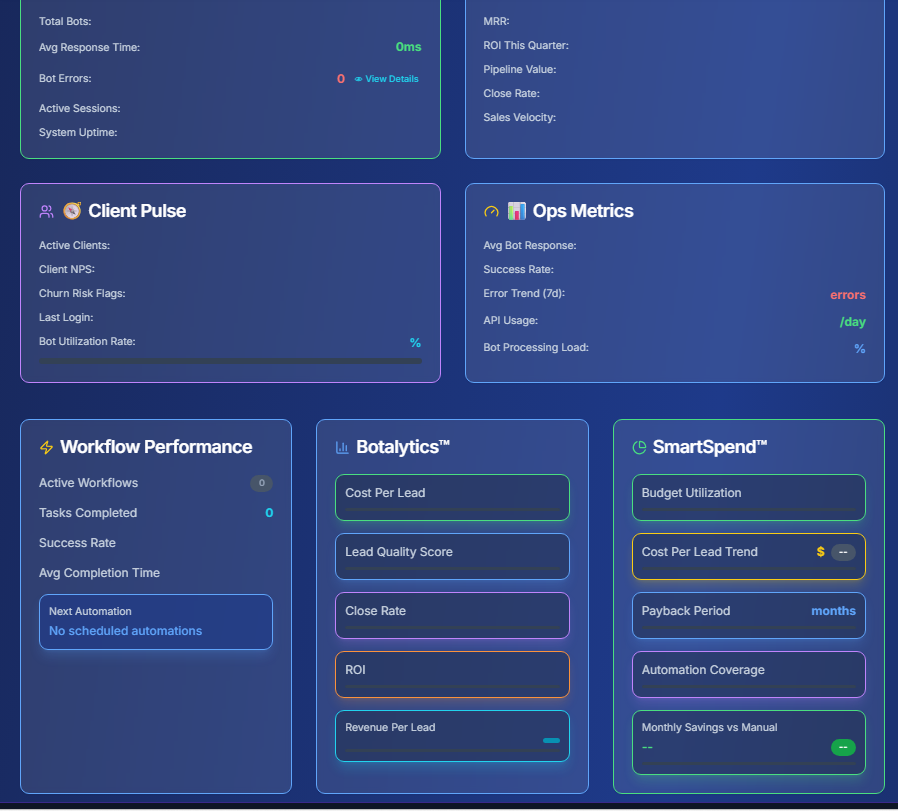 Total Bots:
Avg Response Time: 0ms
Bot Errors: 0 View Details
Active Sessions:
System Uptime:
MRR:
ROI This Quarter:
Pipeline Value:
Close Rate:
Sales Velocity:
Client Pulse
Active Clients:
Client NPS:
Churn Risk Flags:
Last Login:
Bot Utilization Rate: %
Ops Metrics
Avg Bot Response:
Success Rate:
Error Trend (7d): errors
API Usage: /day
Bot Processing Load: %
Workflow Performance
Active Workflows 0
Tasks Completed 0
Success Rate
Avg Completion Time
Next Automation
No scheduled automations
Botalytics™
Cost Per Lead
Lead Quality Score
Close Rate
ROI
Revenue Per Lead
SmartSpend™
Budget Utilization
Cost Per Lead Trend $ --
Payback Period months
Automation Coverage
Monthly Savings vs Manual
-- --